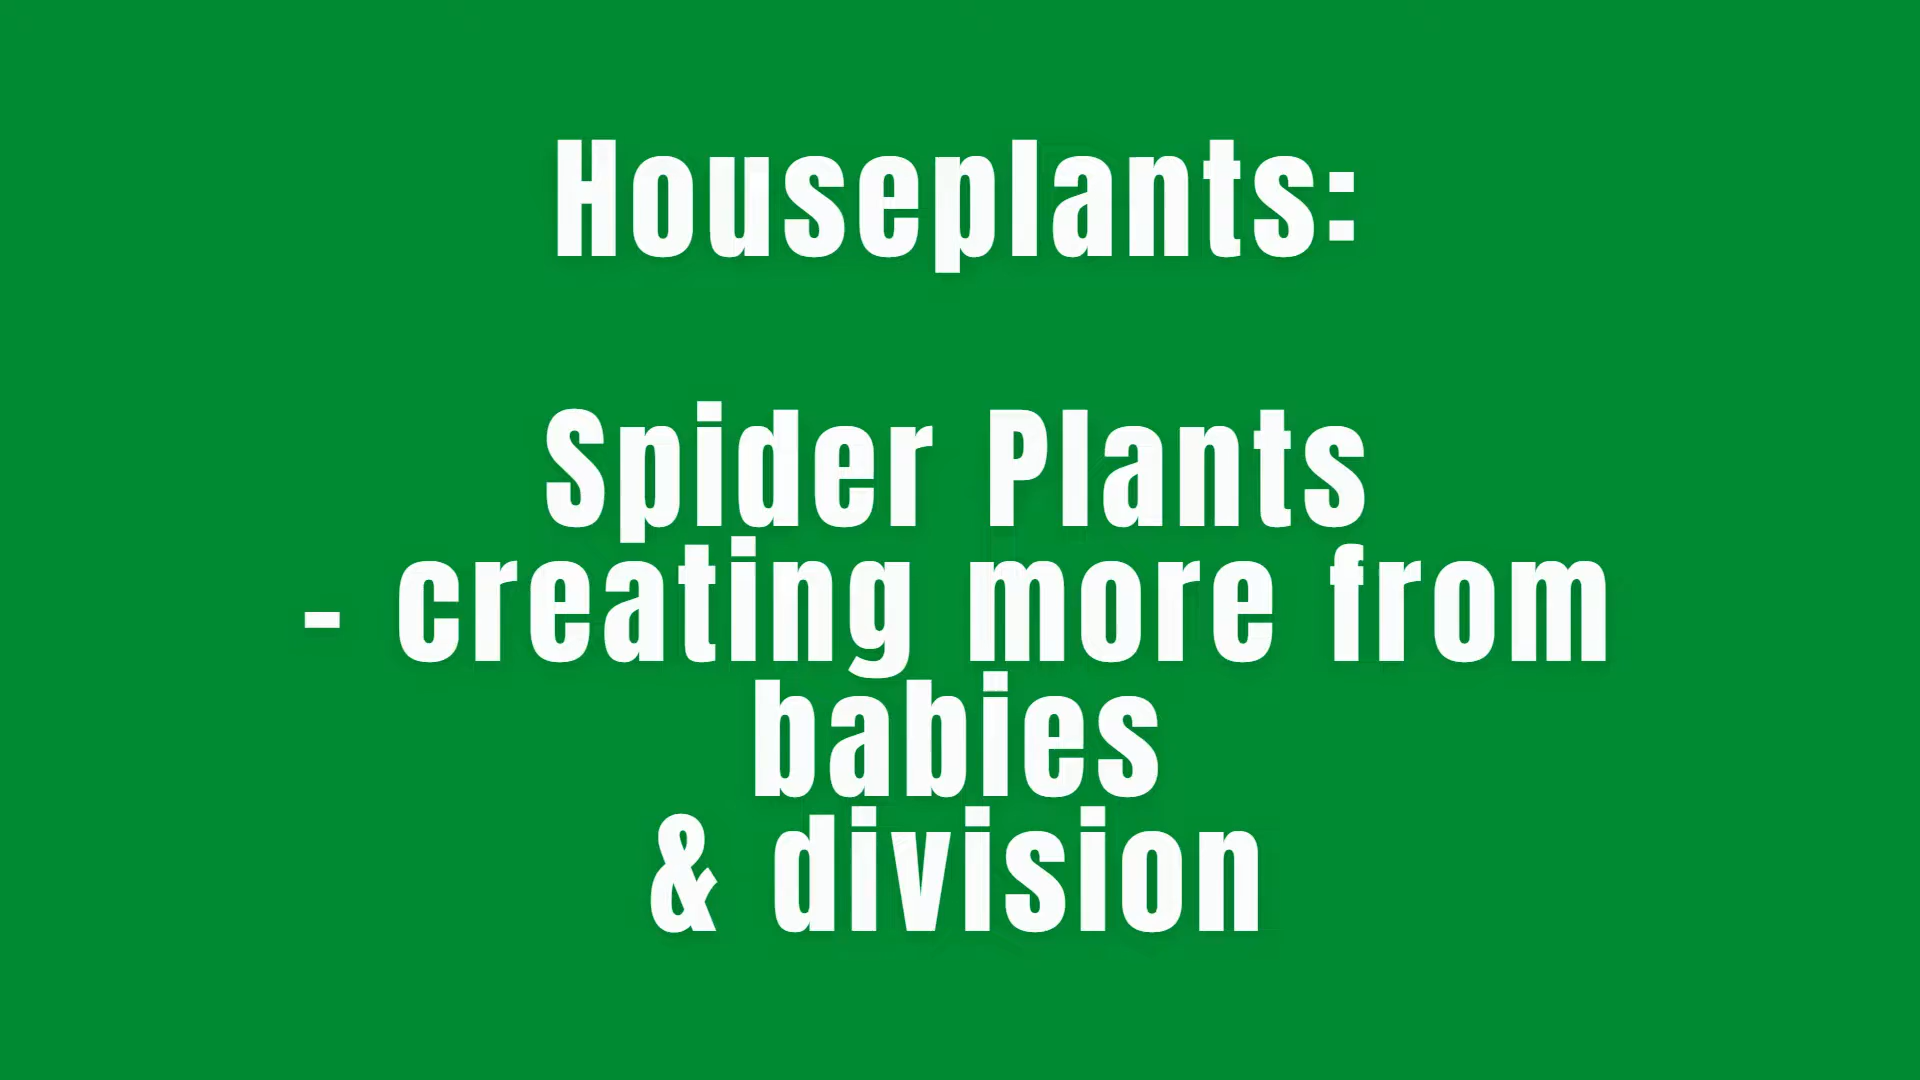 Houseplants:
Spider Plants
- creating more from
babies
& division